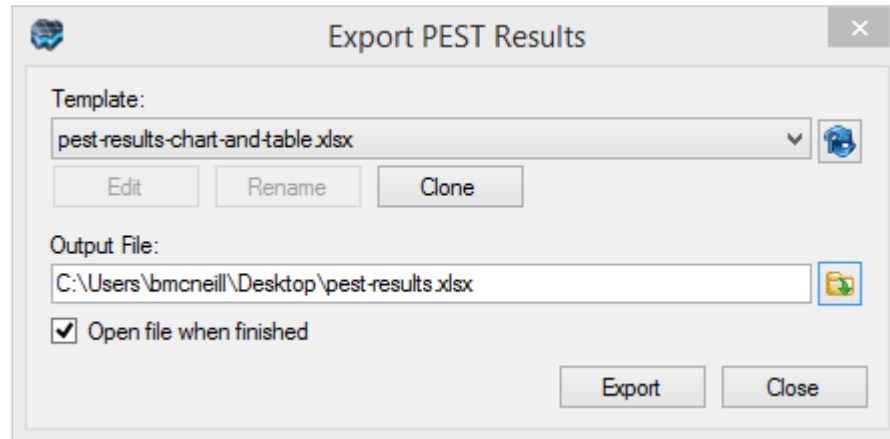 Export PEST Results
Template:
pest-results-chart-and-table.xlsx
Edit Rename Clone
Output File:
C:\Users\bmcneill\Desktop\pest-results.xlsx
Open file when finished
Export Close